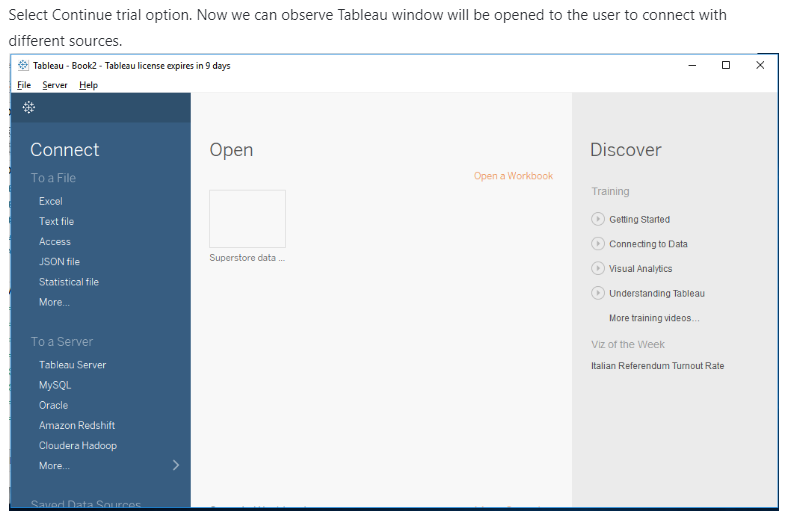 Select Continue trial option. Now we can observe Tableau window will be opened to the user to connect with
different sources.
Tableau - Book2 - Tableau license expires in 9 days
File Server Help
Connect
To a File
Excel
Text file
Access
JSON file
Statistical file
More...
To a Server
Tableau Server
MySQL
Oracle
Amazon Redshift
Cloudera Hadoop
More...
Saved Data Sources
Open
Open a Workbook
Superstore data ...
Discover
Training
Getting Started
Connecting to Data
Visual Analytics
Understanding Tableau
More training videos...
Viz of the Week
Italian Referendum Turnout Rate